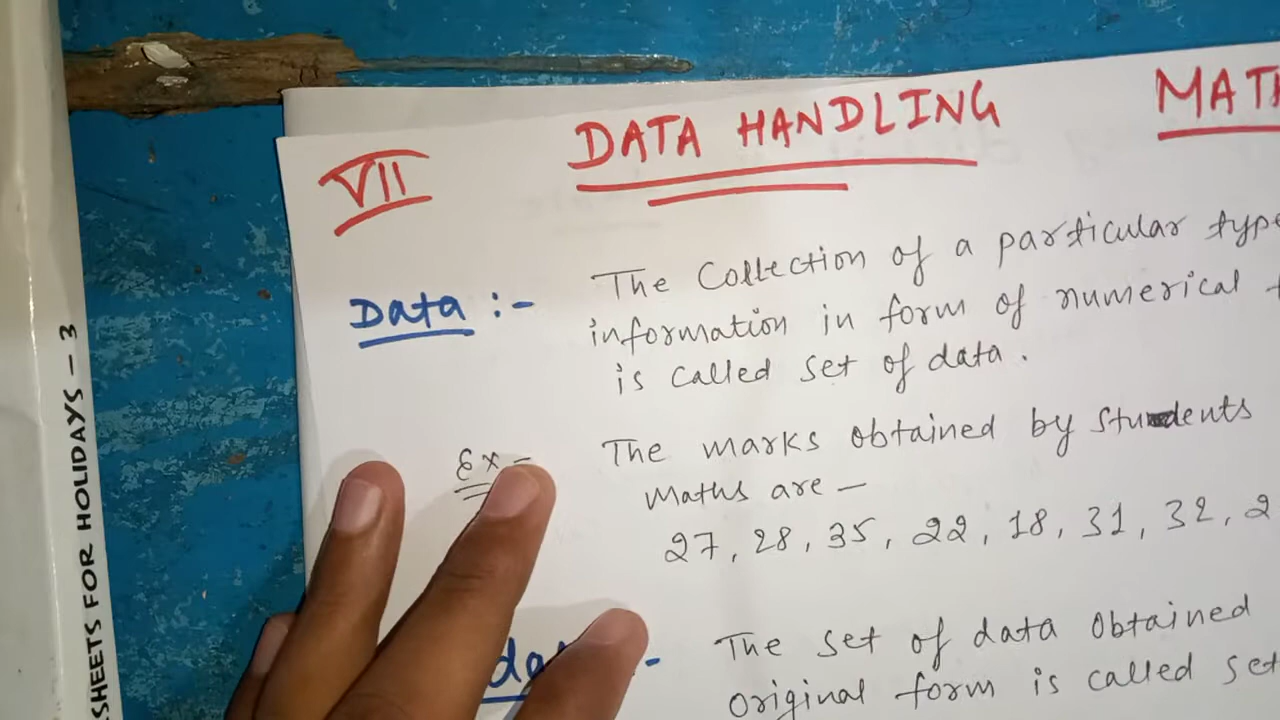 VII DATA HANDLING
Data :- The Collection of a particular
information in form of numerical
is called set of data.
Ex - The marks obtained by students
Maths are -
27, 28, 35, 22, 18, 31, 32, 2
The set of data obtained
original form is called set
SHEETS FOR HOLIDAYS - 3